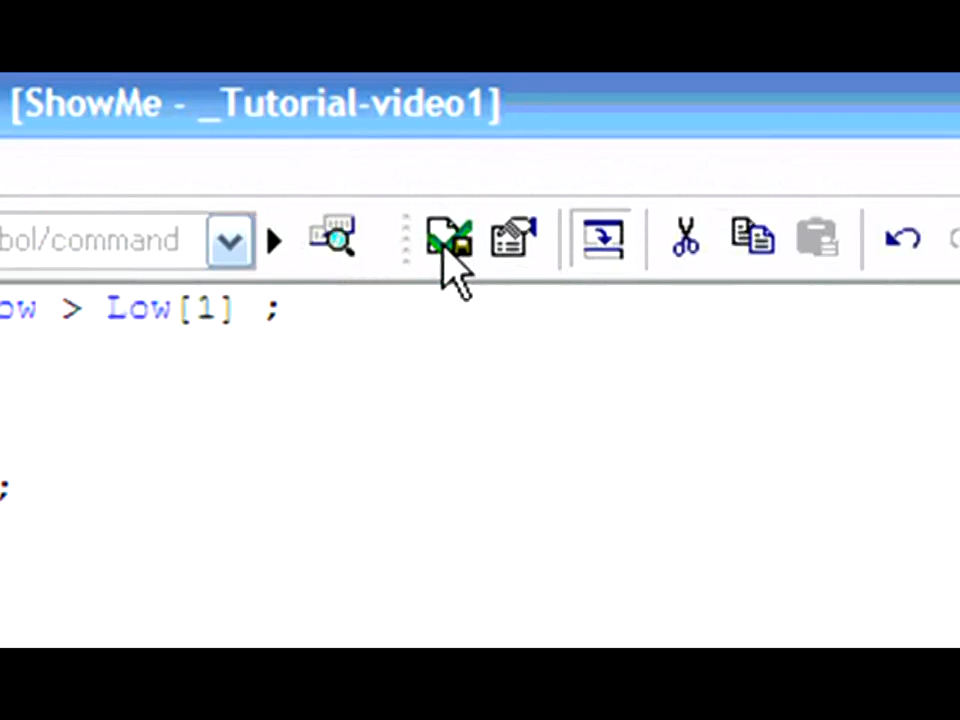 [ShowMe - _Tutorial-video1]
bol/command
ow > Low[1] ;
;